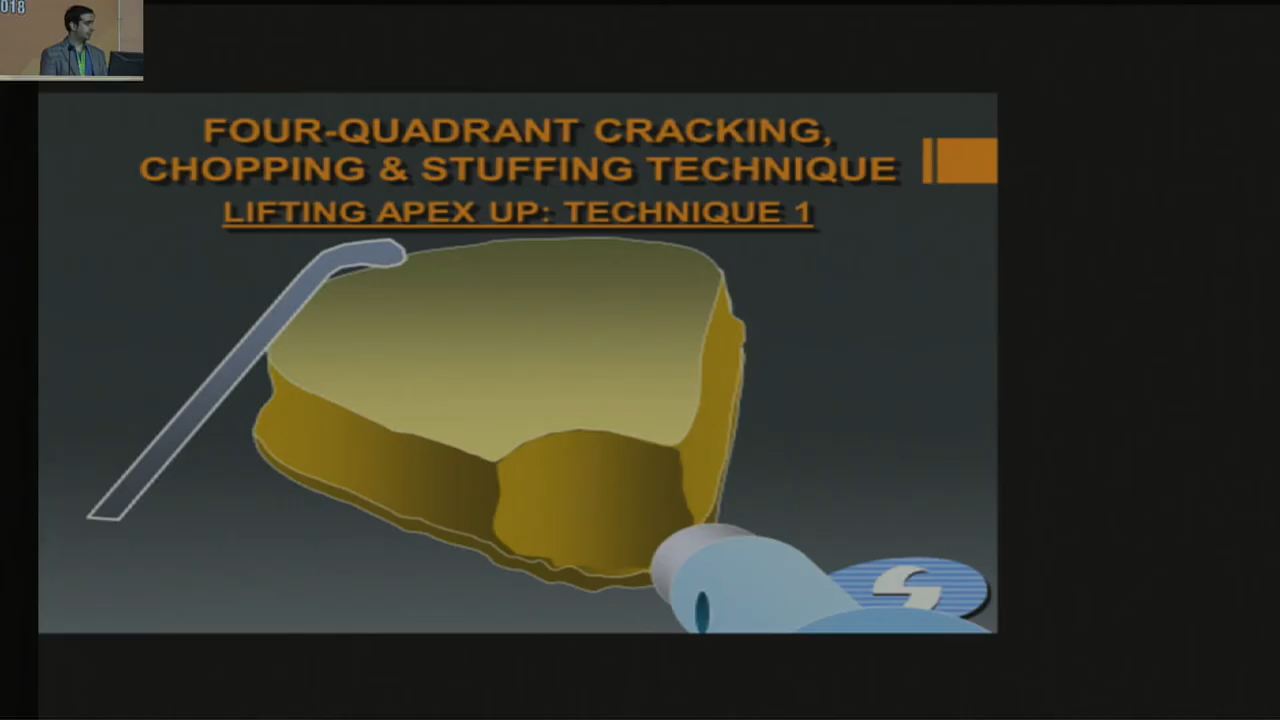 018
FOUR-QUADRANT CRACKING,
CHOPPING & STUFFING TECHNIQUE
LIFTING APEX UP: TECHNIQUE 1